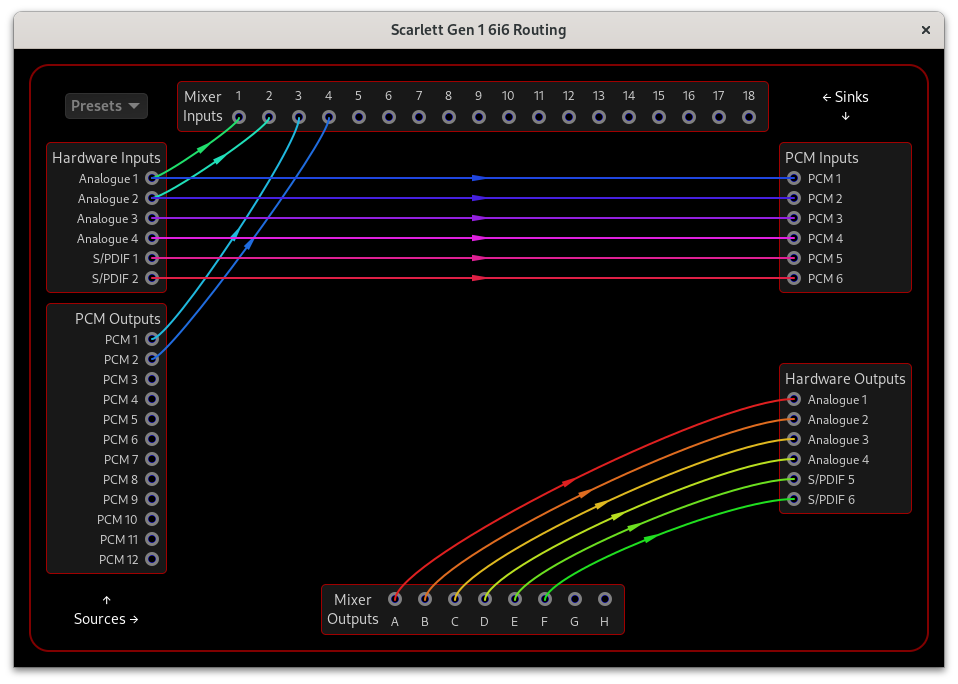 Scarlett Gen 1 6i6 Routing
×
Presets
Mixer Inputs
1 2 3 4 5 6 7 8 9 10 11 12 13 14 15 16 17 18
← Sinks
↓
Hardware Inputs
Analogue 1
Analogue 2
Analogue 3
Analogue 4
S/PDIF 1
S/PDIF 2
PCM Inputs
PCM 1
PCM 2
PCM 3
PCM 4
PCM 5
PCM 6
PCM Outputs
PCM 1
PCM 2
PCM 3
PCM 4
PCM 5
PCM 6
PCM 7
PCM 8
PCM 9
PCM 10
PCM 11
PCM 12
Hardware Outputs
Analogue 1
Analogue 2
Analogue 3
Analogue 4
S/PDIF 5
S/PDIF 6
↑
Sources →
Mixer
Outputs
A B C D E F G H